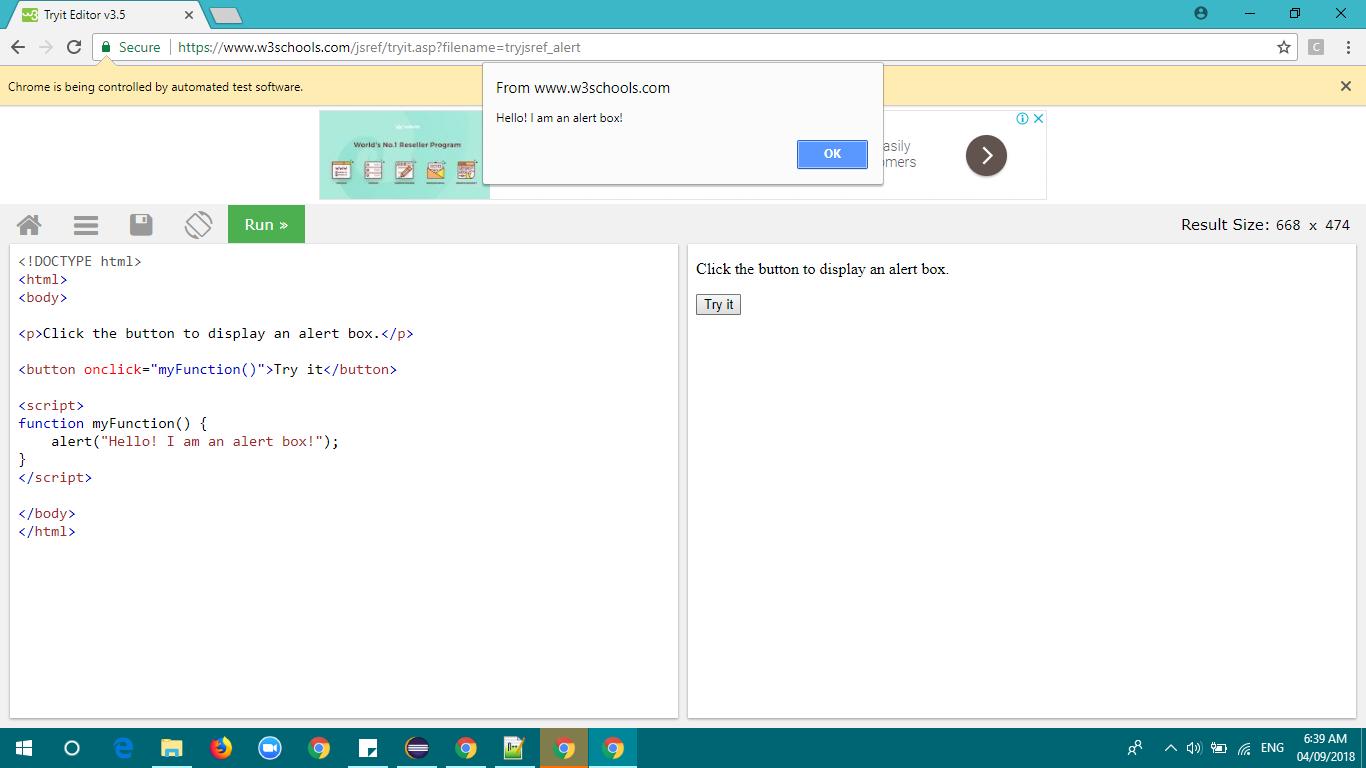 Tryit Editor v3.5
Secure
https://www.w3schools.com/jsref/tryit.asp?filename=tryjsref_alert
C
Chrome is being controlled by automated test software.
From www.w3schools.com
Hello! I am an alert box!
OK
World's No.1 Reseller Program
WWW
asily
omers
Run »
Result Size: 668 x 474
<!DOCTYPE html>
<html>
<body>
<p>Click the button to display an alert box.</p>
<button onclick="myFunction()">Try it</button>
<script>
function myFunction() {
alert("Hello! I am an alert box!");
}
</script>
</body>
</html>
Click the button to display an alert box.
Try it
ENG
6:39 AM
04/09/2018